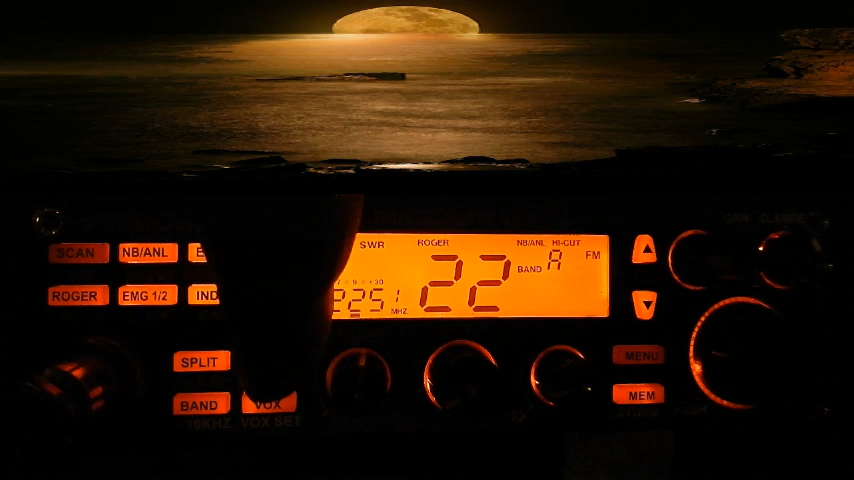 SCAN NB/ANL
SWR ROGER NB/ANL HI-CUT
BAND A FM
ROGER EMG 1/2 IND
225 MHZ 22
SPLIT
MENU
BAND VOX MEM
10KHZ VOX SET